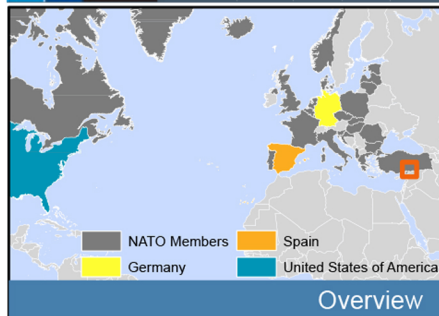 NATO Members
Spain
Germany
United States of America
Overview